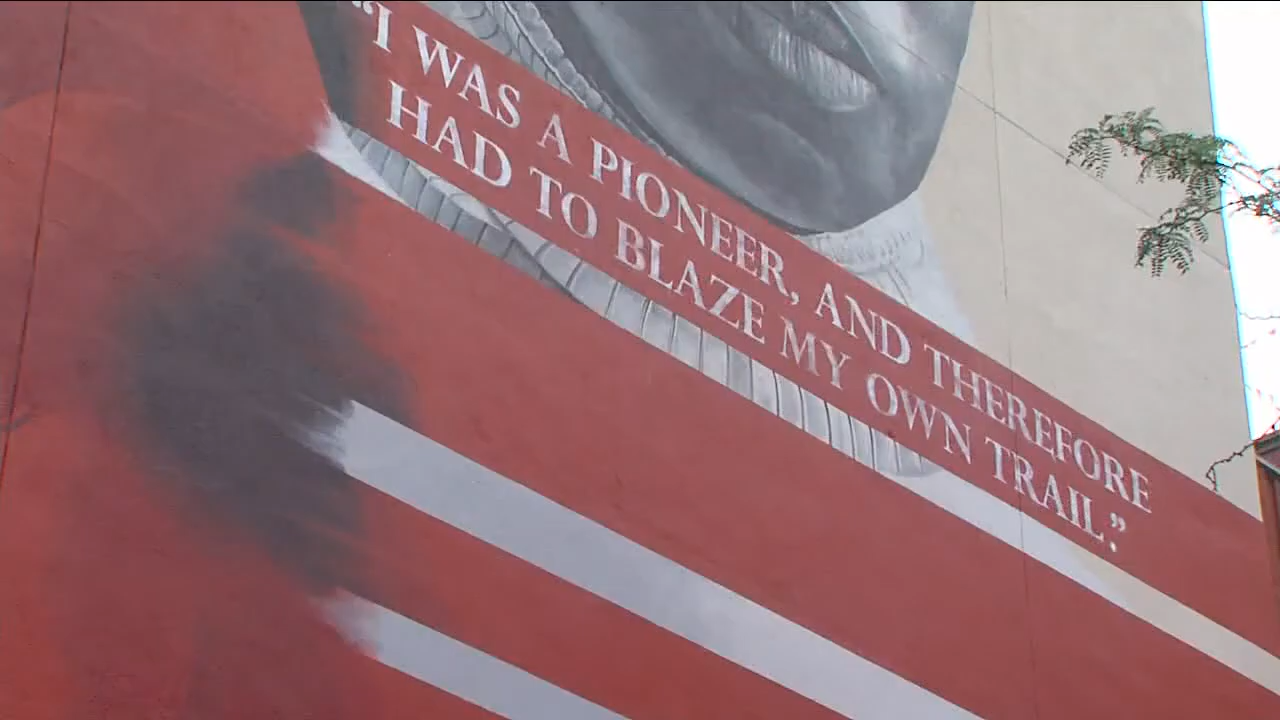 “I WAS A PIONEER, AND THEREFORE
HAD TO BLAZE MY OWN TRAIL.”